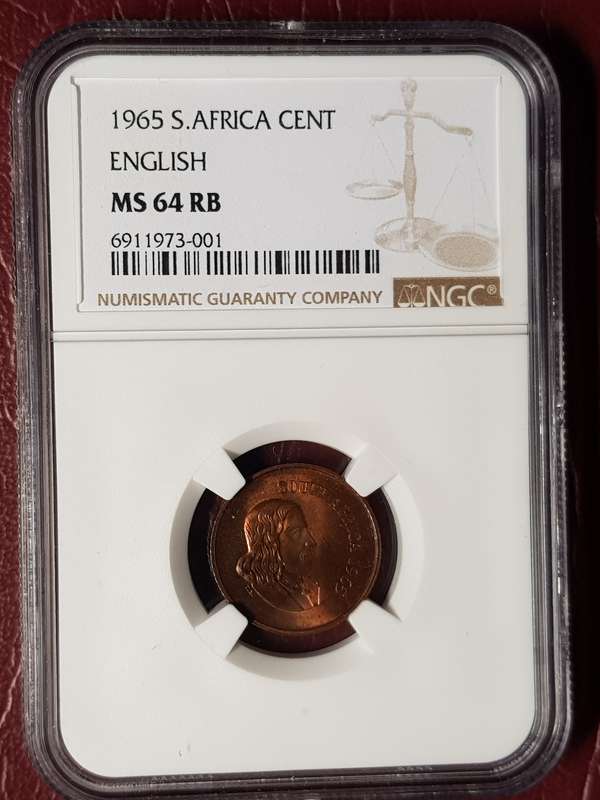 1965 S.AFRICA CENT
ENGLISH
MS 64 RB
6911973-001
NUMISMATIC GUARANTY COMPANY
NGC®
SOUTH AFRICA 1965